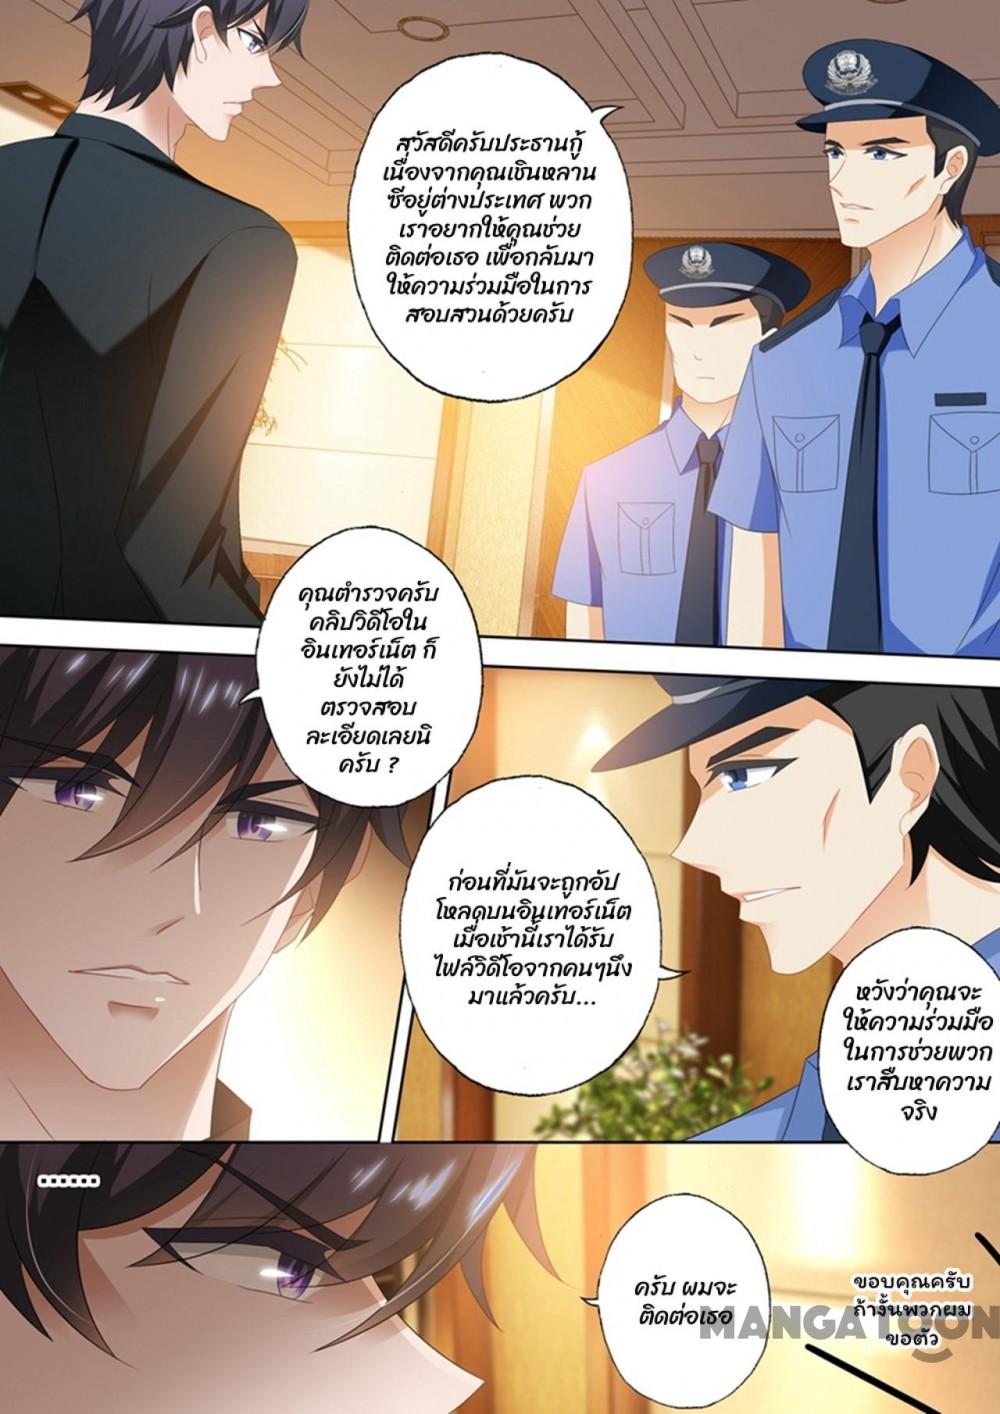 สวัสดีครับประธานกู้
เนื่องจากคุณเชินหลาน
ซีอยู่ต่างประเทศ พวก
เราอยากให้คุณช่วย
ติดต่อเธอ เพื่อกลับมา
ให้ความร่วมมือในการ
สอบสวนด้วยครับ
คุณตำรวจครับ
คลิปวิดีโอใน
อินเทอร์เน็ต ก็
ยังไม่ได้
ตรวจสอบ
ละเอียดเลยนิ
ครับ ?
ก่อนที่มันจะถูกอัป
โหลดบนอินเทอร์เน็ต
เมื่อเช้านี้เราได้รับ
ไฟล์วิดีโอจากคนๆนึง
มาแล้วครับ...
หวังว่าคุณจะ
ให้ความร่วมมือ
ในการช่วยพวก
เราสืบหาความ
จริง
......
ครับ ผมจะ
ติดต่อเธอ
ขอบคุณครับ
ถ้างั้นพวกผม
ขอตัว
MANGATOON